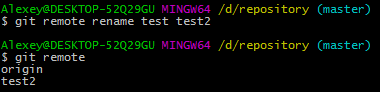 Alexey@DESKTOP-52Q29GU MINGW64 /d/repository (master)
$ git remote rename test test2
Alexey@DESKTOP-52Q29GU MINGW64 /d/repository (master)
$ git remote
origin
test2